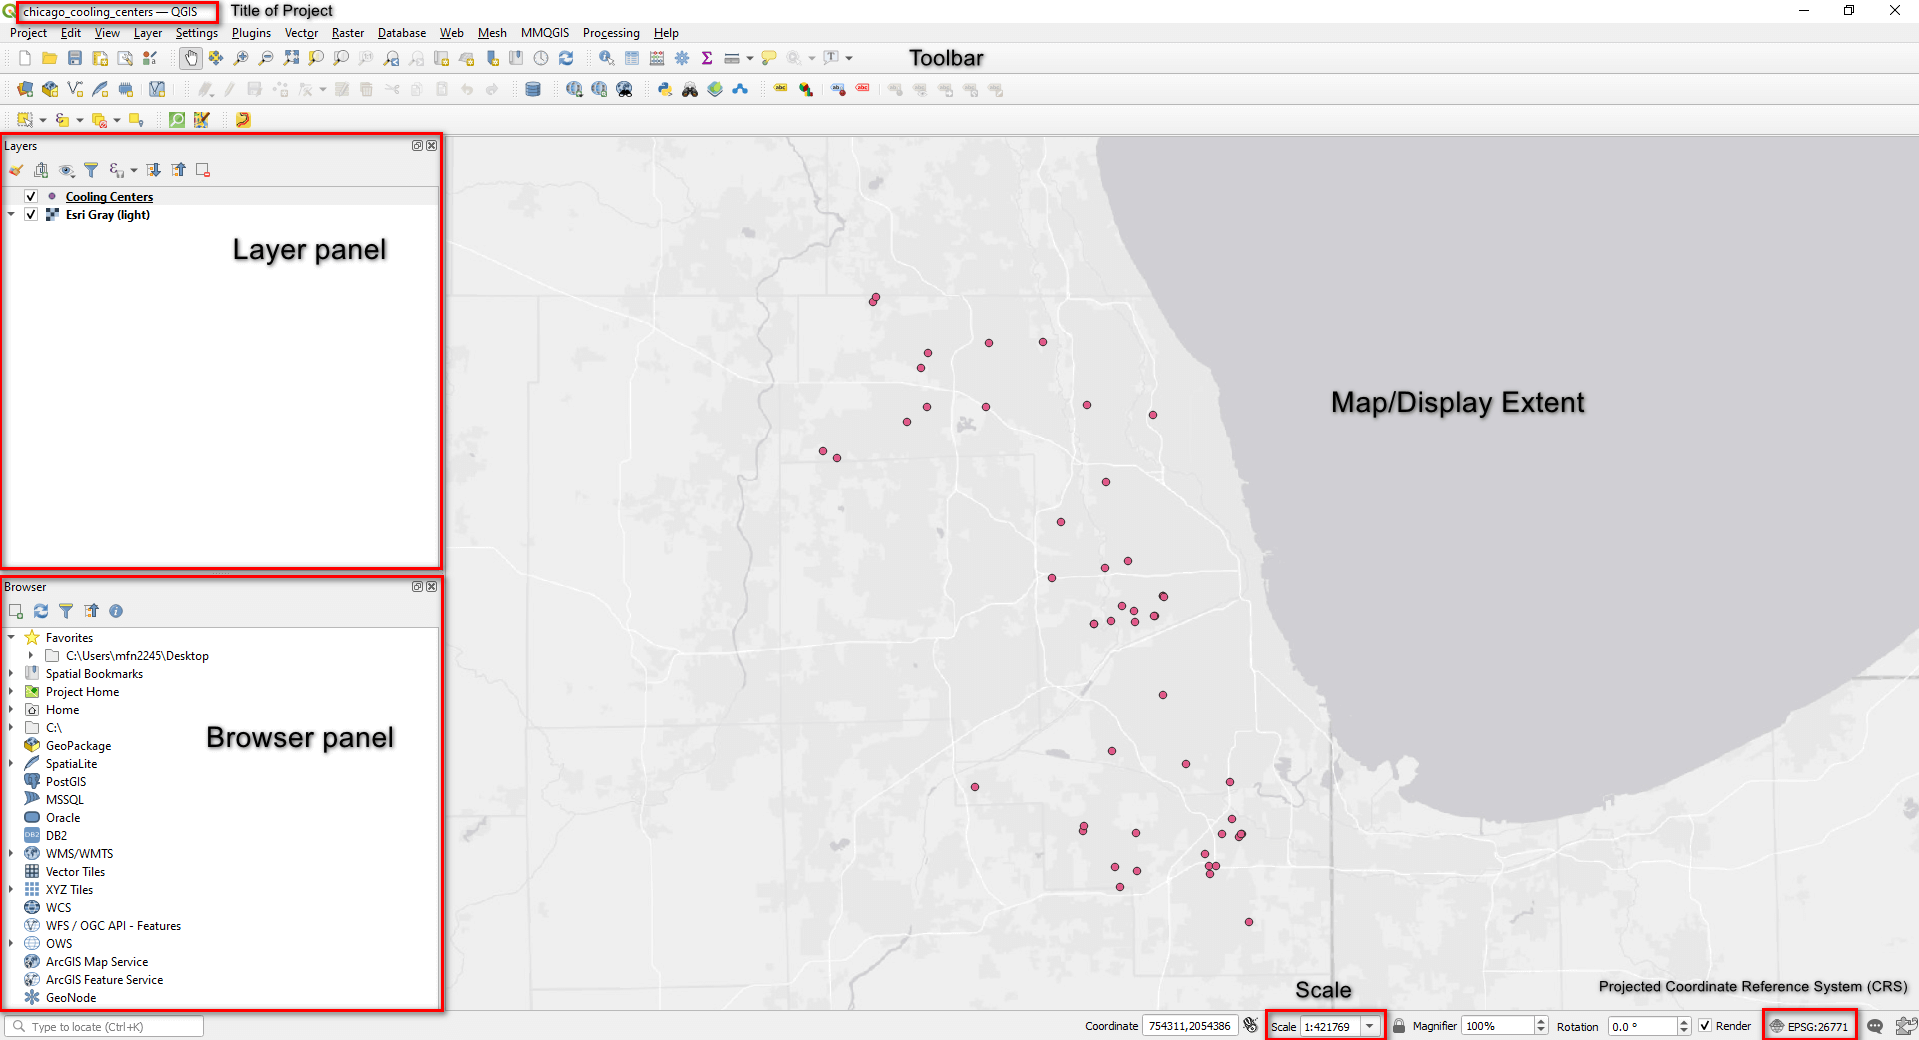 chicago_cooling_centers — QGIS
Title of Project
Project Edit View Layer Settings Plugins Vector Raster Database Web Mesh MMQGIS Processing Help
Toolbar
Layers
Cooling Centers
Esri Gray (light)
Layer panel
Map/Display Extent
Browser
Favorites
C:\Users\mfn2245\Desktop
Spatial Bookmarks
Project Home
Home
C:\
Browser panel
GeoPackage
SpatiaLite
PostGIS
MSSQL
Oracle
DB2
WMS/WMTS
Vector Tiles
XYZ Tiles
WCS
WFS / OGC API - Features
OWS
ArcGIS Map Service
ArcGIS Feature Service
GeoNode
Scale
Projected Coordinate Reference System (CRS)
Type to locate (Ctrl+K)
Coordinate 754311,2054386 Scale 1:421769 Magnifier 100% Rotation 0.0 ° Render EPSG:26771